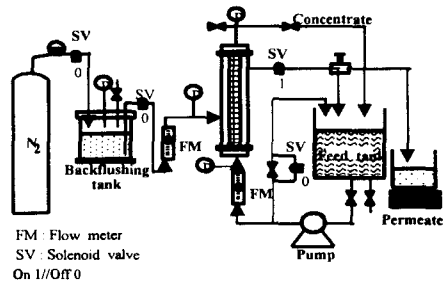 Concentrate
SV
0
SV
1
SV
0
N2
Backflushing
tank
FM
SV
0
Feed tank
FM
Permeate
Pump
FM : Flow meter
SV : Solenoid valve
On 1//Off 0